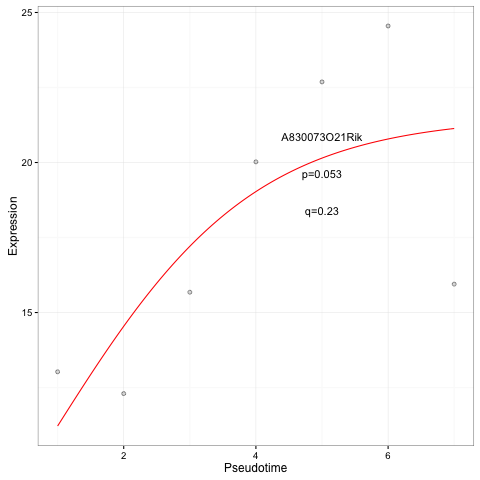 25
20
15
Expression
A830073O21Rik
p=0.053
q=0.23
2
4
6
Pseudotime